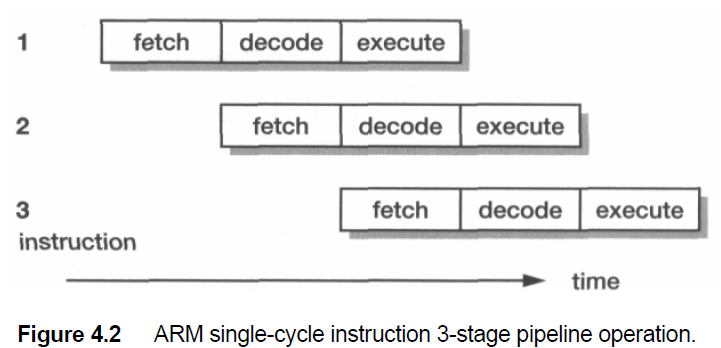 1 fetch decode execute
2 fetch decode execute
3 fetch decode execute
instruction
time
Figure 4.2 ARM single-cycle instruction 3-stage pipeline operation.